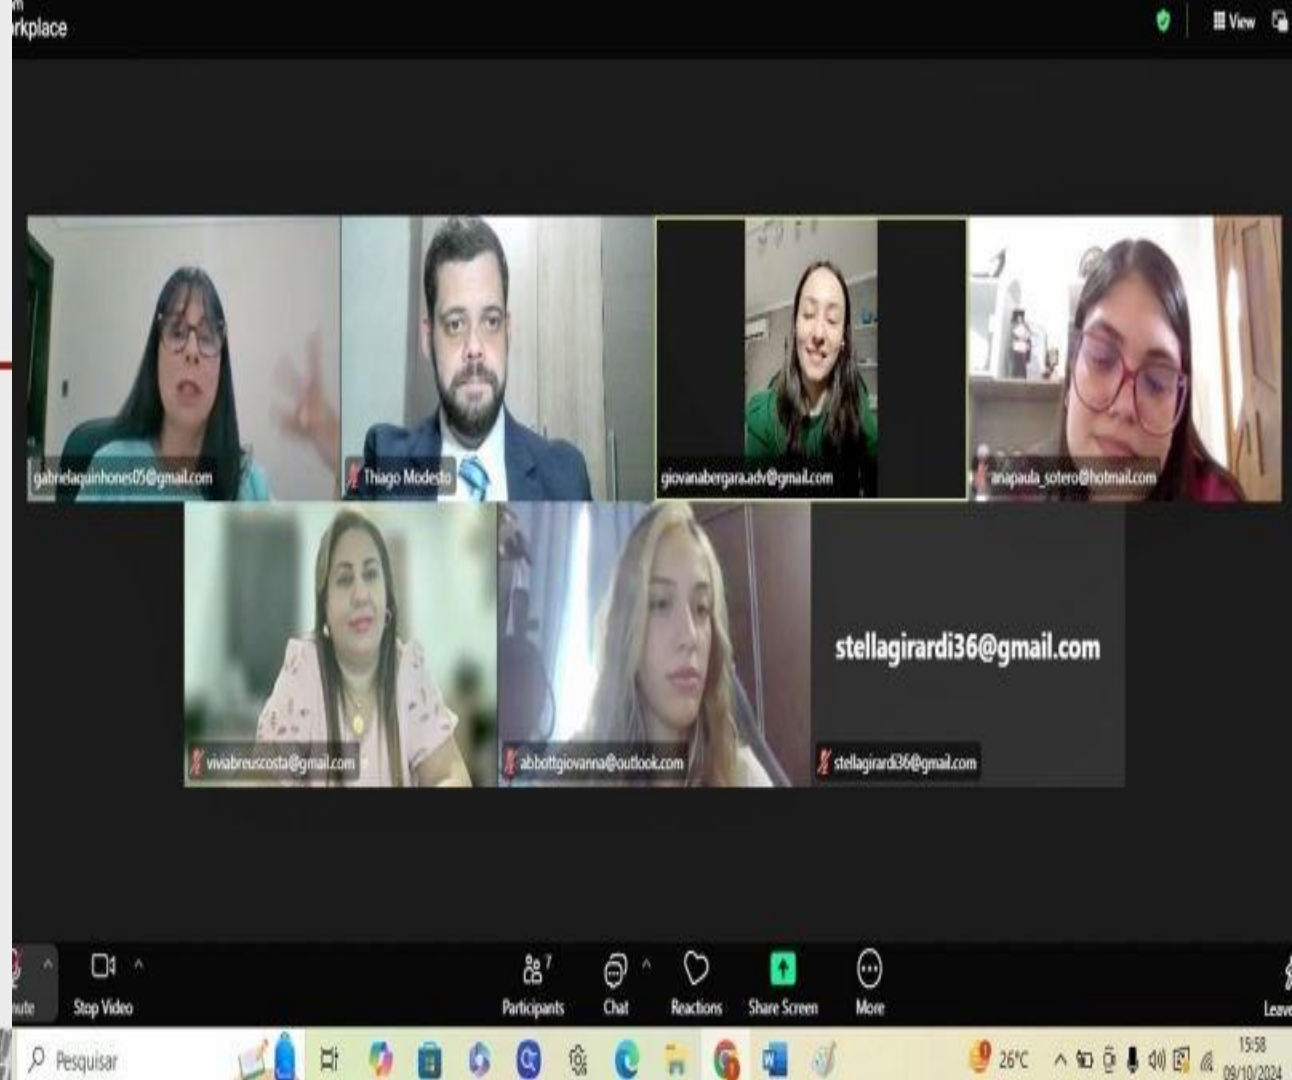 rkplace
View
gabrielaquinhones05@gmail.com
Thiago Modesto
giovanabergara.adv@gmail.com
anapaula_sotero@hotmail.com
viviabreuscosta@gmail.com
abbottgiovanna@outlook.com
stellagirardi36@gmail.com
stellagirardi36@gmail.com
7
ute
Stop Video
Participants
Chat
Reactions
Share Screen
More
Leave
Pesquisar
26°C
15:58
09/10/2024